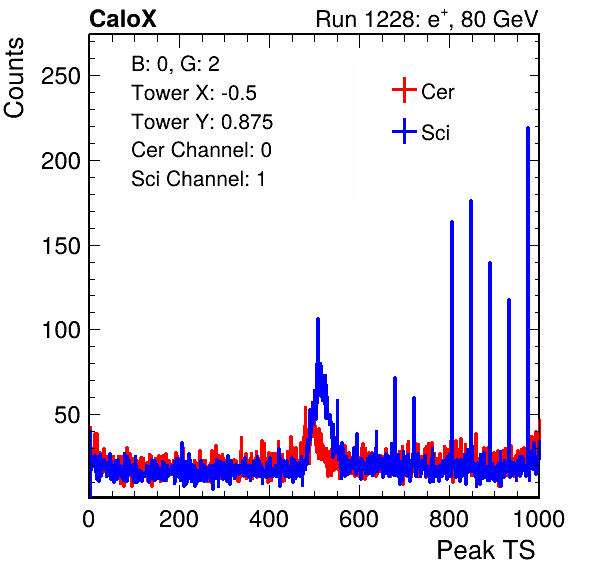 CaloX Run 1228: e⁺, 80 GeV
B: 0, G: 2
Tower X: -0.5
Tower Y: 0.875
Cer Channel: 0
Sci Channel: 1
Cer
Sci
Counts
250
200
150
100
50
0 200 400 600 800 1000
Peak TS